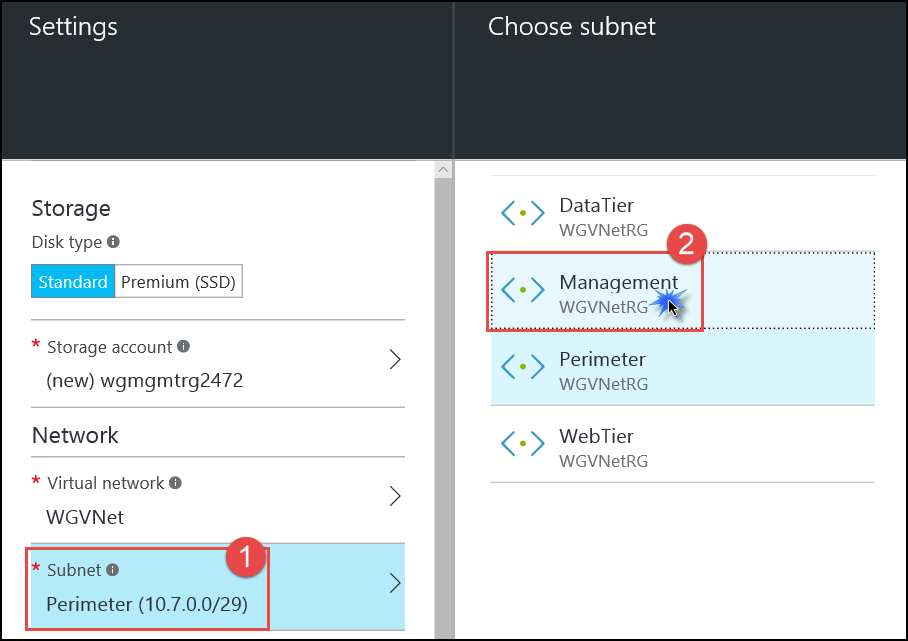 Settings
Storage
Disk type
Standard Premium (SSD)
* Storage account
(new) wgmgmtrg2472
Network
* Virtual network
WGVNet
1
* Subnet
Perimeter (10.7.0.0/29)
Choose subnet
DataTier
WGVNetRG
2
Management
WGVNetRG
Perimeter
WGVNetRG
WebTier
WGVNetRG